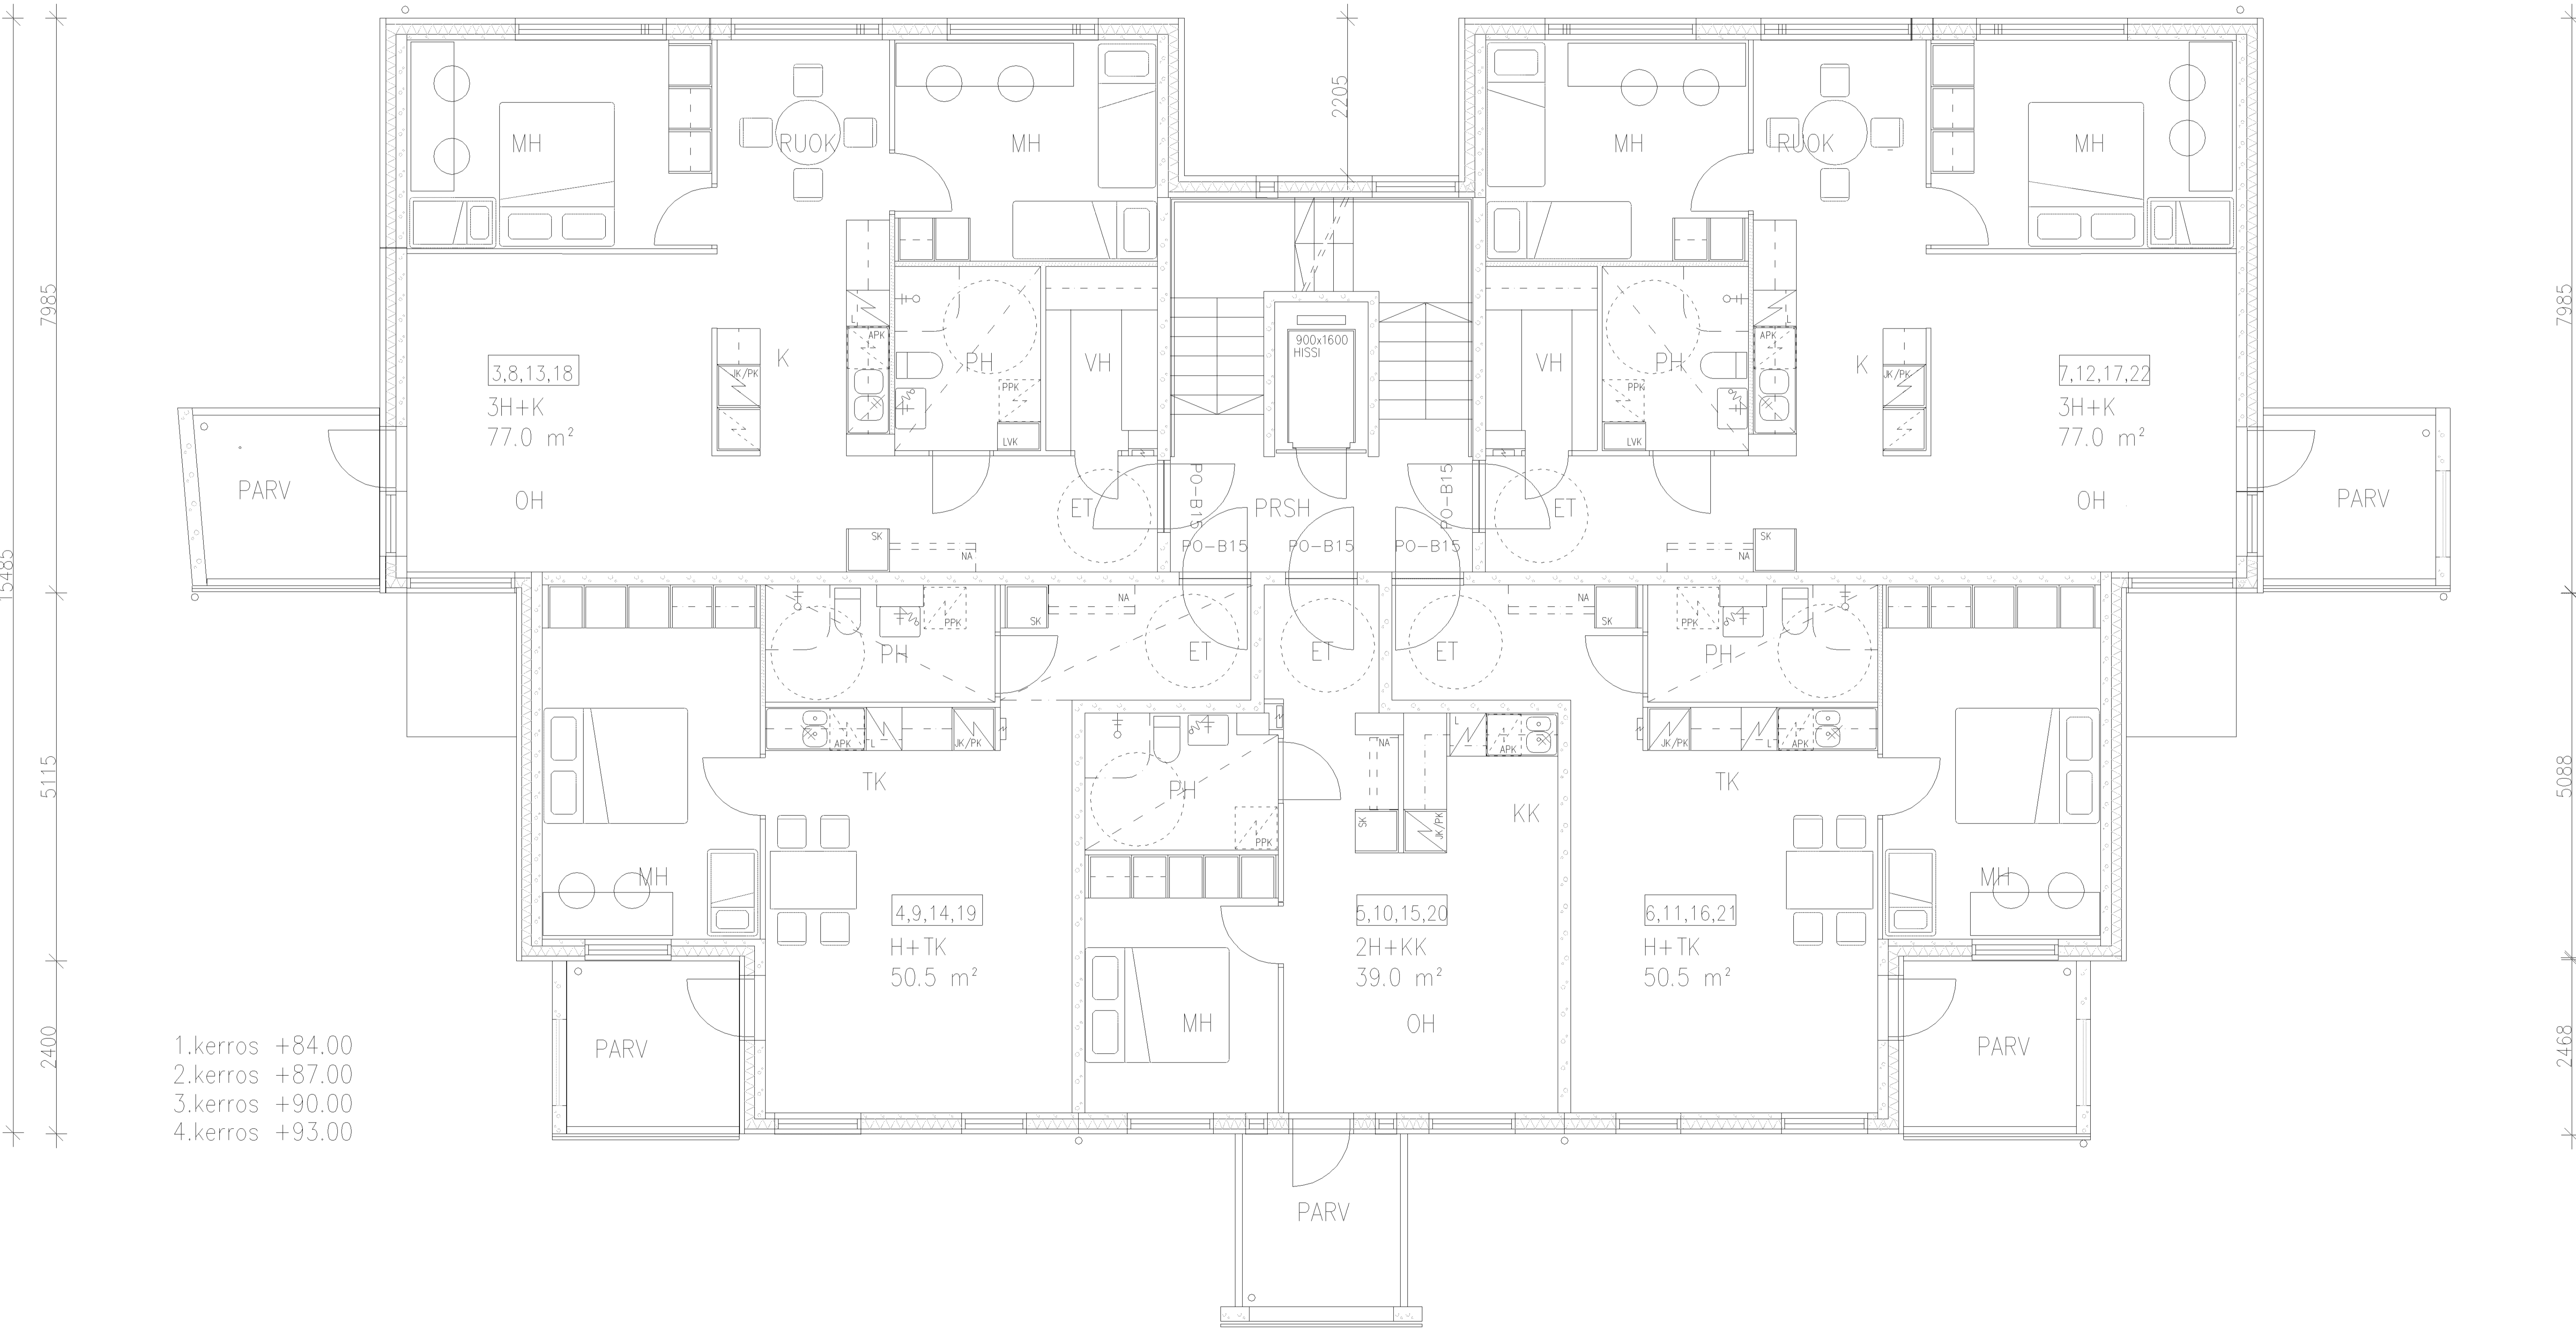 2205
MH
RUOK
MH
MH
RUOK
MH
7985
7985
L
APK
K
JK/PK
PH
PPK
LVK
VH
900x1600
HISSI
VH
PH
PPK
LVK
L
APK
K
JK/PK
3,8,13,18
3H+K
77.0 m²
7,12,17,22
3H+K
77.0 m²
PARV
OH
ET
PO-B15
PRSH
PO-B15
ET
OH
PARV
SK
NA
PO-B15
PO-B15
PO-B15
NA
SK
15485
NA
SK
PPK
PH
ET
ET
ET
NA
SK
PPK
PH
APK
L
JK/PK
NA
L
APK
JK/PK
L
APK
5115
TK
PH
KK
TK
5088
SK
JK/PK
PPK
MH
MH
4,9,14,19
H+TK
50.5 m²
5,10,15,20
2H+KK
39.0 m²
6,11,16,21
H+TK
50.5 m²
MH
OH
2400
PARV
PARV
2468
1.kerros +84.00
2.kerros +87.00
3.kerros +90.00
4.kerros +93.00
PARV